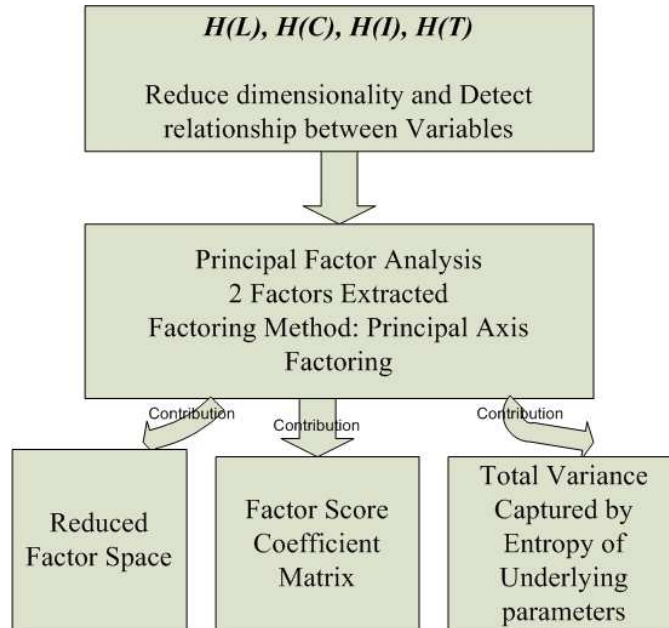 H(L), H(C), H(I), H(T)
Reduce dimensionality and Detect
relationship between Variables
Principal Factor Analysis
2 Factors Extracted
Factoring Method: Principal Axis
Factoring
Contribution
Contribution
Contribution
Reduced
Factor Space
Factor Score
Coefficient
Matrix
Total Variance
Captured by
Entropy of
Underlying
parameters